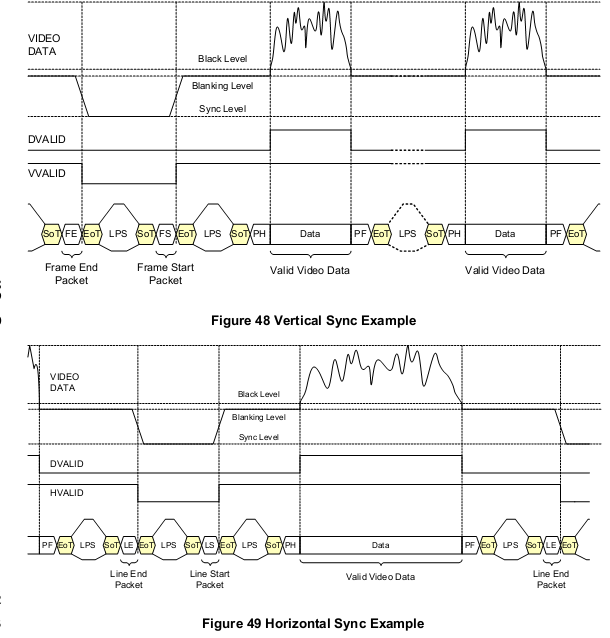 VIDEO
DATA
Black Level
Blanking Level
Sync Level
DVALID
VVALID
SoT FE EoT LPS SoT FS EoT LPS SoT PH Data PF EoT LPS SoT PH Data PF EoT
Frame End
Packet
Frame Start
Packet
Valid Video Data
Valid Video Data
Figure 48 Vertical Sync Example
VIDEO
DATA
Black Level
Blanking Level
Sync Level
DVALID
HVALID
PF EoT LPS SoT LE EoT LPS SoT LS EoT LPS SoT PH Data PF EoT LPS SoT LE EoT
Line End
Packet
Line Start
Packet
Valid Video Data
Line End
Packet
Figure 49 Horizontal Sync Example